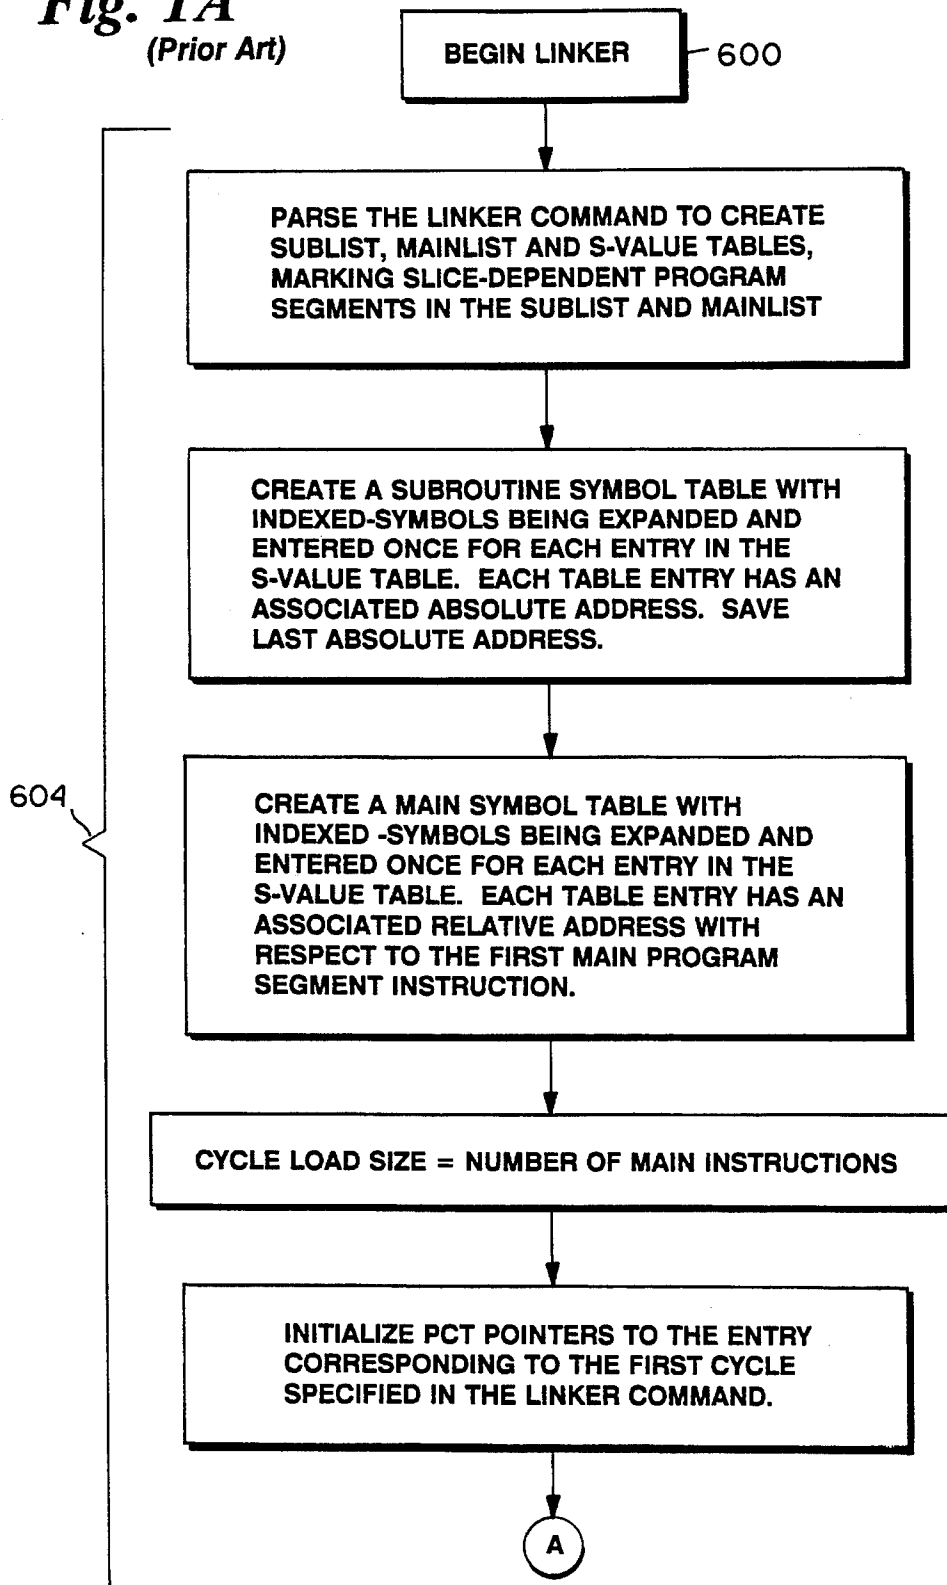 Fig. 1A
(Prior Art)
BEGIN LINKER
600
PARSE THE LINKER COMMAND TO CREATE
SUBLIST, MAINLIST AND S-VALUE TABLES,
MARKING SLICE-DEPENDENT PROGRAM
SEGMENTS IN THE SUBLIST AND MAINLIST
CREATE A SUBROUTINE SYMBOL TABLE WITH
INDEXED-SYMBOLS BEING EXPANDED AND
ENTERED ONCE FOR EACH ENTRY IN THE
S-VALUE TABLE. EACH TABLE ENTRY HAS AN
ASSOCIATED ABSOLUTE ADDRESS. SAVE
LAST ABSOLUTE ADDRESS.
604
CREATE A MAIN SYMBOL TABLE WITH
INDEXED -SYMBOLS BEING EXPANDED AND
ENTERED ONCE FOR EACH ENTRY IN THE
S-VALUE TABLE. EACH TABLE ENTRY HAS AN
ASSOCIATED RELATIVE ADDRESS WITH
RESPECT TO THE FIRST MAIN PROGRAM
SEGMENT INSTRUCTION.
CYCLE LOAD SIZE = NUMBER OF MAIN INSTRUCTIONS
INITIALIZE PCT POINTERS TO THE ENTRY
CORRESPONDING TO THE FIRST CYCLE
SPECIFIED IN THE LINKER COMMAND.
A